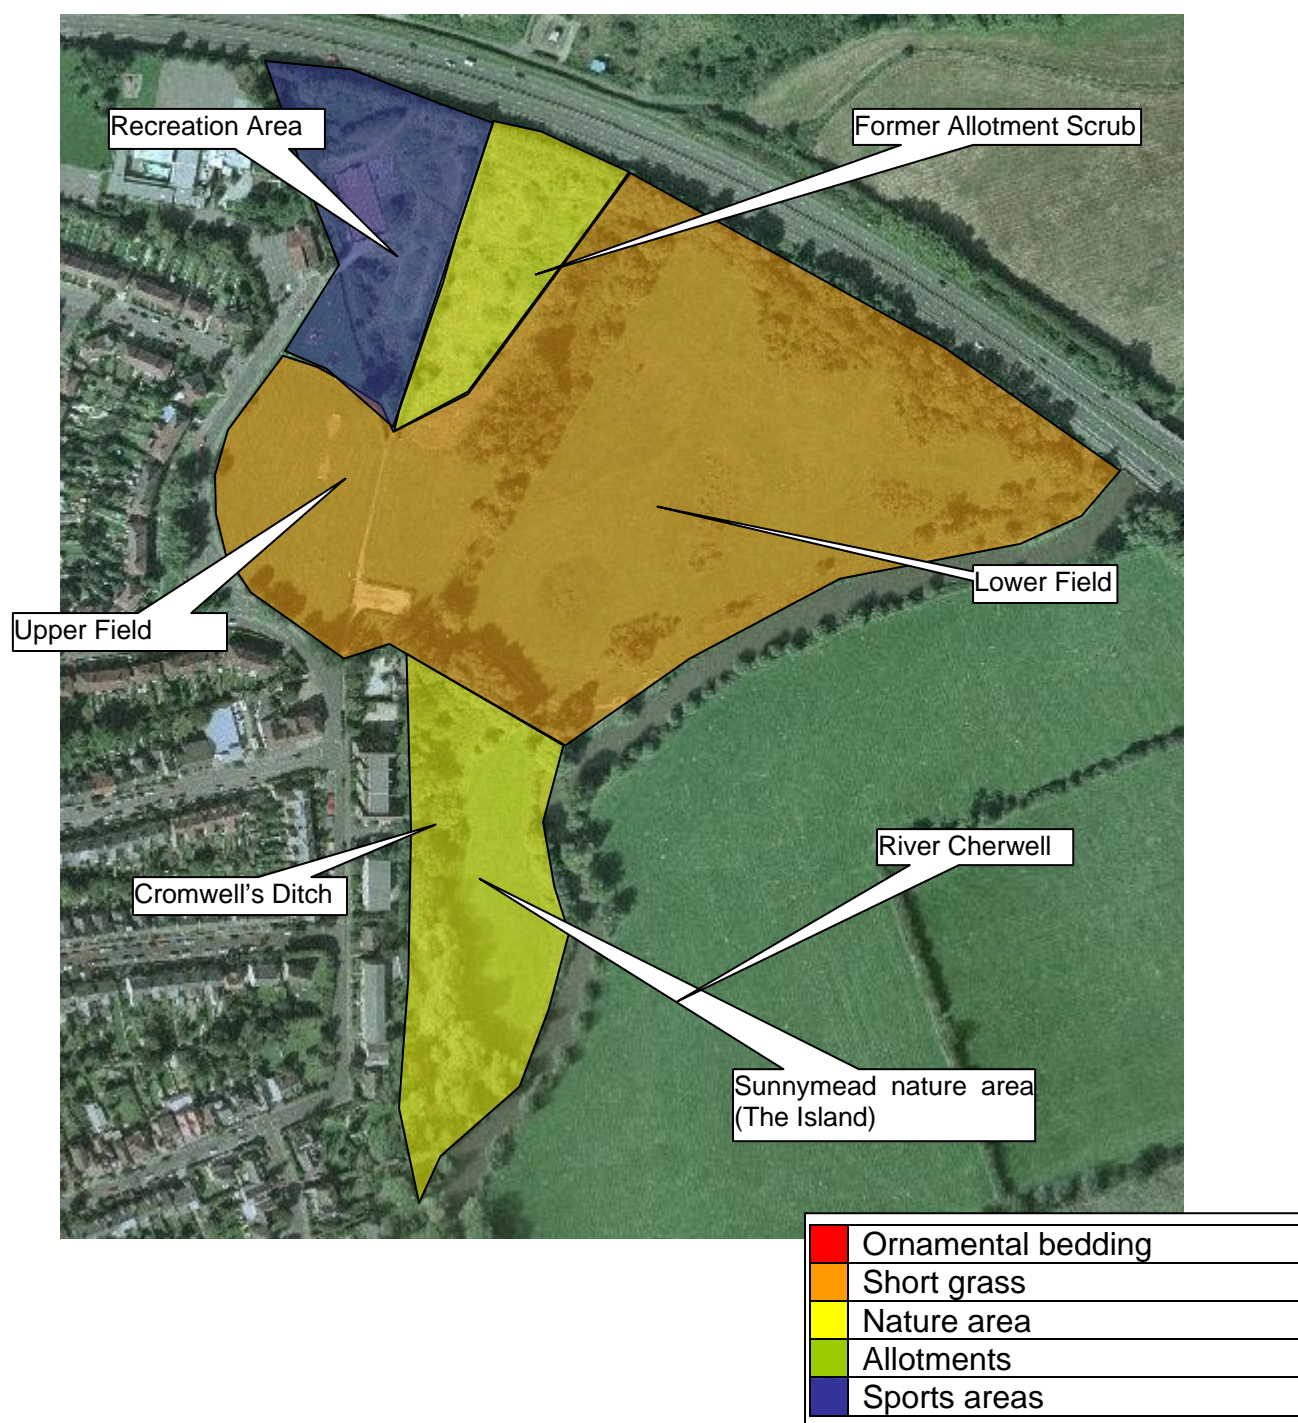 Recreation Area
Former Allotment Scrub
Lower Field
Upper Field
River Cherwell
Cromwell’s Ditch
Sunnymead nature area
(The Island)
Ornamental bedding
Short grass
Nature area
Allotments
Sports areas